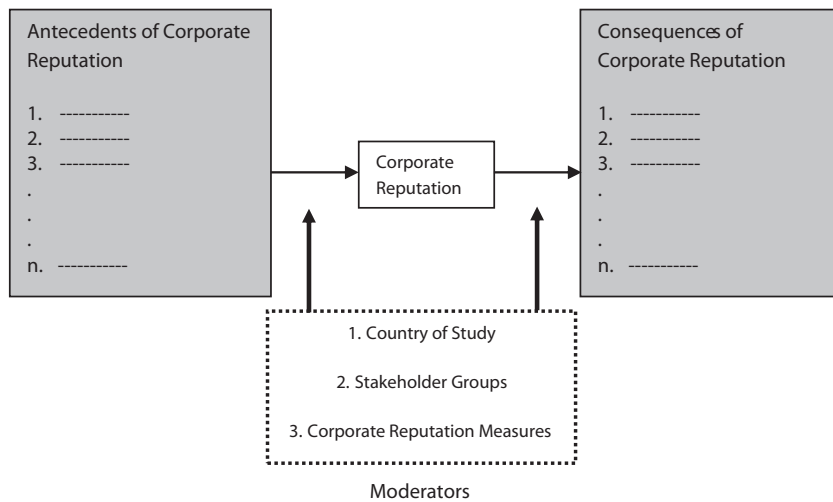 Antecedents of Corporate
Reputation
1. -----------
2. -----------
3. -----------
.
.
.
n. -----------
Corporate
Reputation
Consequences of
Corporate Reputation
1. -----------
2. -----------
3. -----------
.
.
.
n. -----------
1. Country of Study
2. Stakeholder Groups
3. Corporate Reputation Measures
Moderators